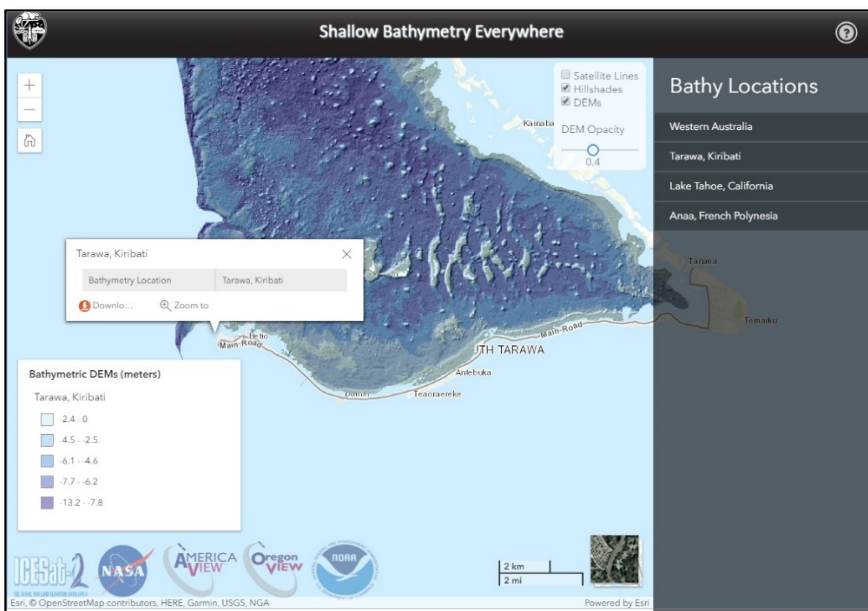 Shallow Bathymetry Everywhere
?
+
−
Satellite Lines
Hillshades
DEMs
DEM Opacity
0.4
Bathy Locations
Western Australia
Tarawa, Kiribati
Lake Tahoe, California
Anaa, French Polynesia
Kainaba
Tarawa, Kiribati
Bathymetry Location Tarawa, Kiribati
Downlo... Zoom to
Tanaea
Temaiku
Main-Road
Betio
Main-Road
UTH TARAWA
Antebuka
Teaoraereke
Bathymetric DEMs (meters)
Tarawa, Kiribati
-2.4 - 0
-4.5 - -2.5
-6.1 - -4.6
-7.7 - -6.2
-13.2 - -7.8
ICESat-2
NASA
AMERICA
VIEW
Oregon
VIEW
NOAA
2 km
2 mi
Esri, © OpenStreetMap contributors, HERE, Garmin, USGS, NGA
Powered by Esri